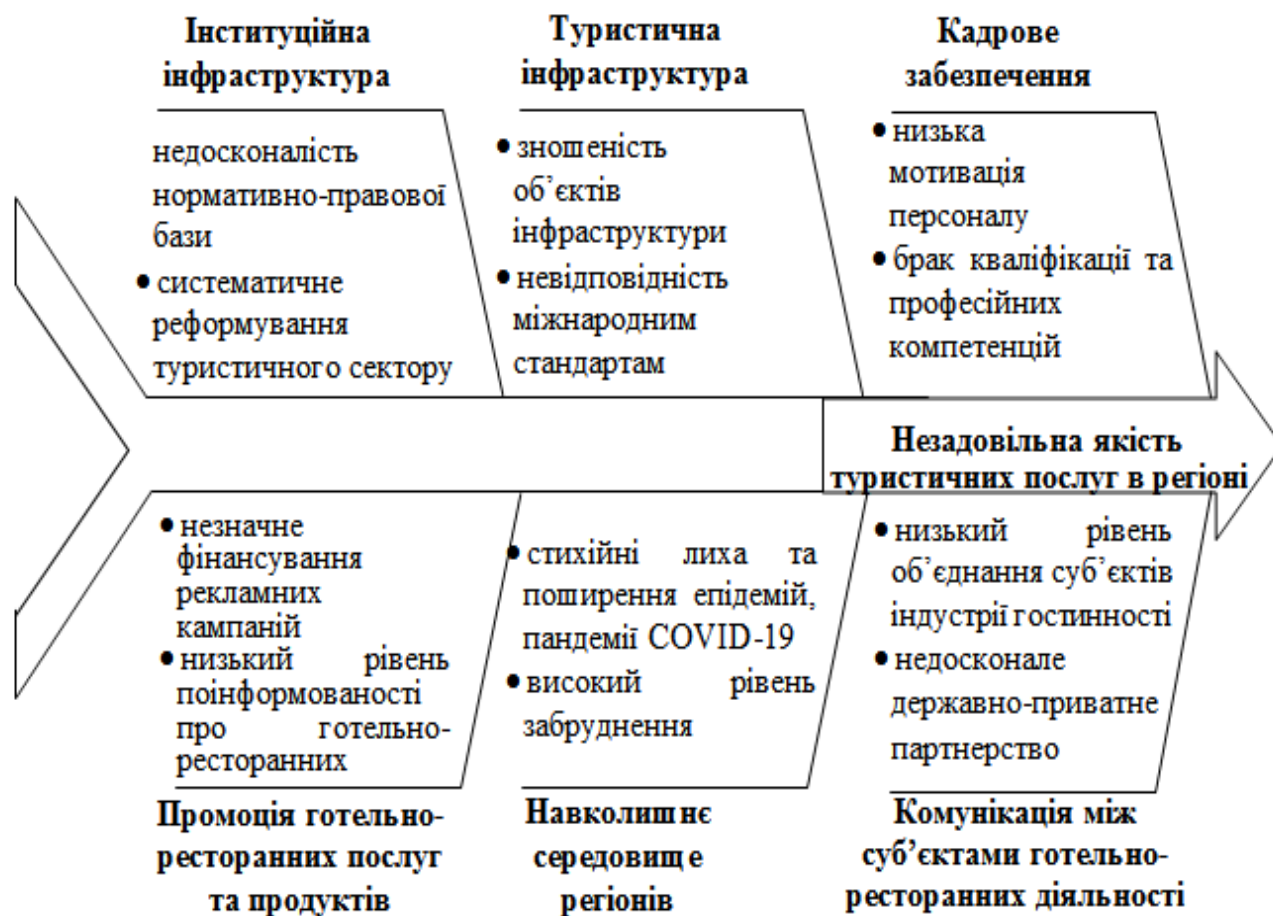 Інституційна
інфраструктура
недосконалість
нормативно-правової
бази
• систематичне
реформування
туристичного сектору
Туристична
інфраструктура
• зношеність
об’єктів
інфраструктури
• невідповідність
міжнародним
стандартам
Кадрове
забезпечення
• низька
мотивація
персоналу
• брак кваліфікації та
професійних
компетенцій
Незадовільна якість
туристичних послуг в регіоні
• незначне
фінансування
рекламних
кампаній
• низький рівень
поінформованості
про готельно-
ресторанних
Промоція готельно-
ресторанних послуг
та продуктів
• стихійні лиха та
поширення епідемій,
пандемії COVID-19
• високий рівень
забруднення
Навколишнє
середовище
регіонів
• низький рівень
об’єднання суб’єктів
індустрії гостинності
• недосконале
державно-приватне
партнерство
Комунікація між
суб’єктами готельно-
ресторанних діяльності